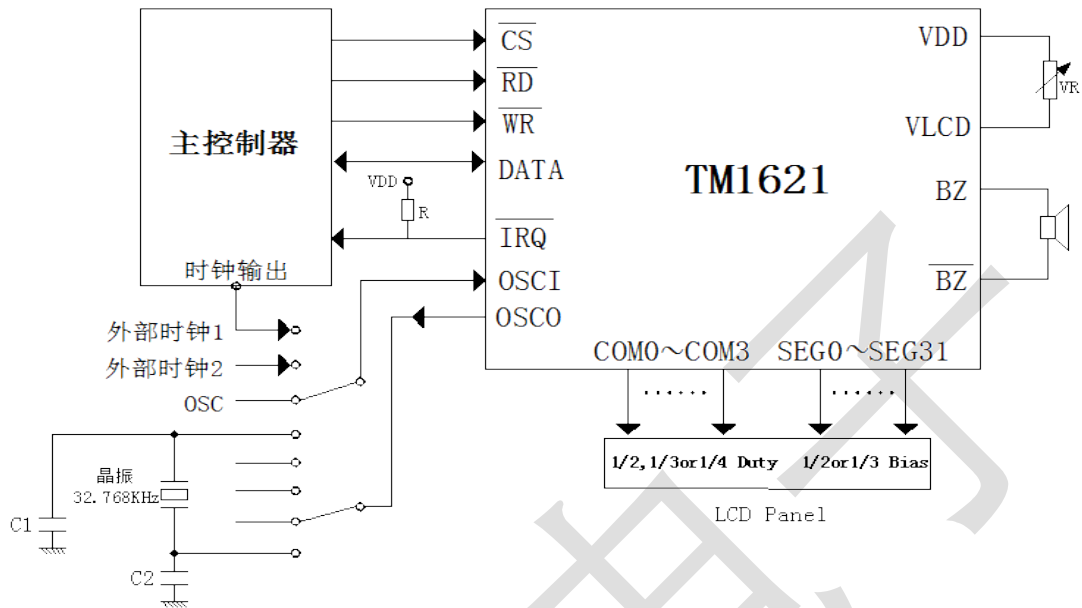 主控制器
时钟输出
CS
RD
WR
DATA
IRQ
OSCI
OSCO
TM1621
VDD
VLCD
BZ
BZ
VR
VDD
R
COM0～COM3
SEG0～SEG31
外部时钟1
外部时钟2
OSC
晶振
32.768KHz
C1
C2
1/2,1/3or1/4 Duty
1/2or1/3 Bias
LCD Panel